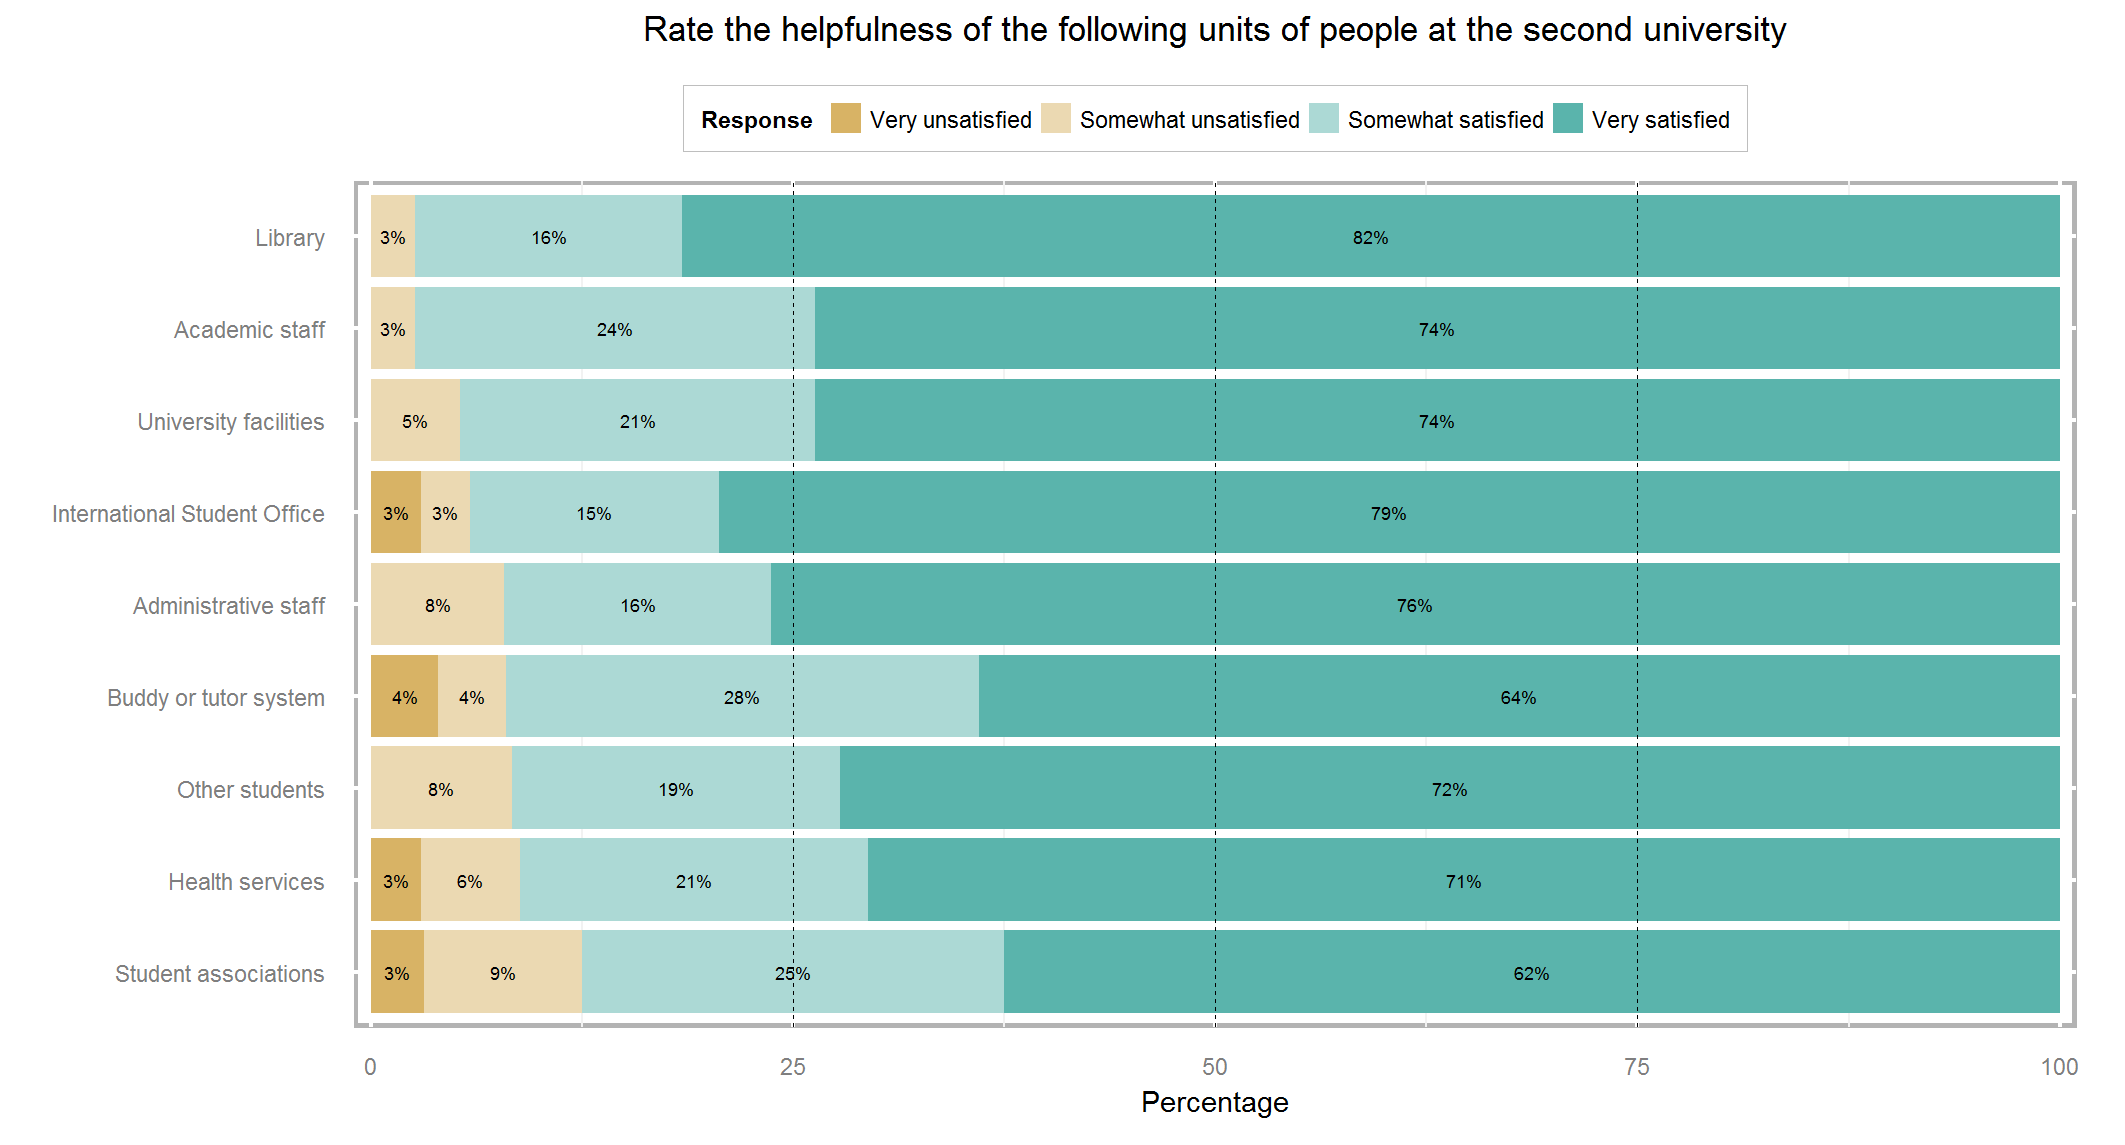 Rate the helpfulness of the following units of people at the second university
Response Very unsatisfied Somewhat unsatisfied Somewhat satisfied Very satisfied
Library 3% 16% 82%
Academic staff 3% 24% 74%
University facilities 5% 21% 74%
International Student Office 3% 3% 15% 79%
Administrative staff 8% 16% 76%
Buddy or tutor system 4% 4% 28% 64%
Other students 8% 19% 72%
Health services 3% 6% 21% 71%
Student associations 3% 9% 25% 62%
0 25 50 75 100
Percentage